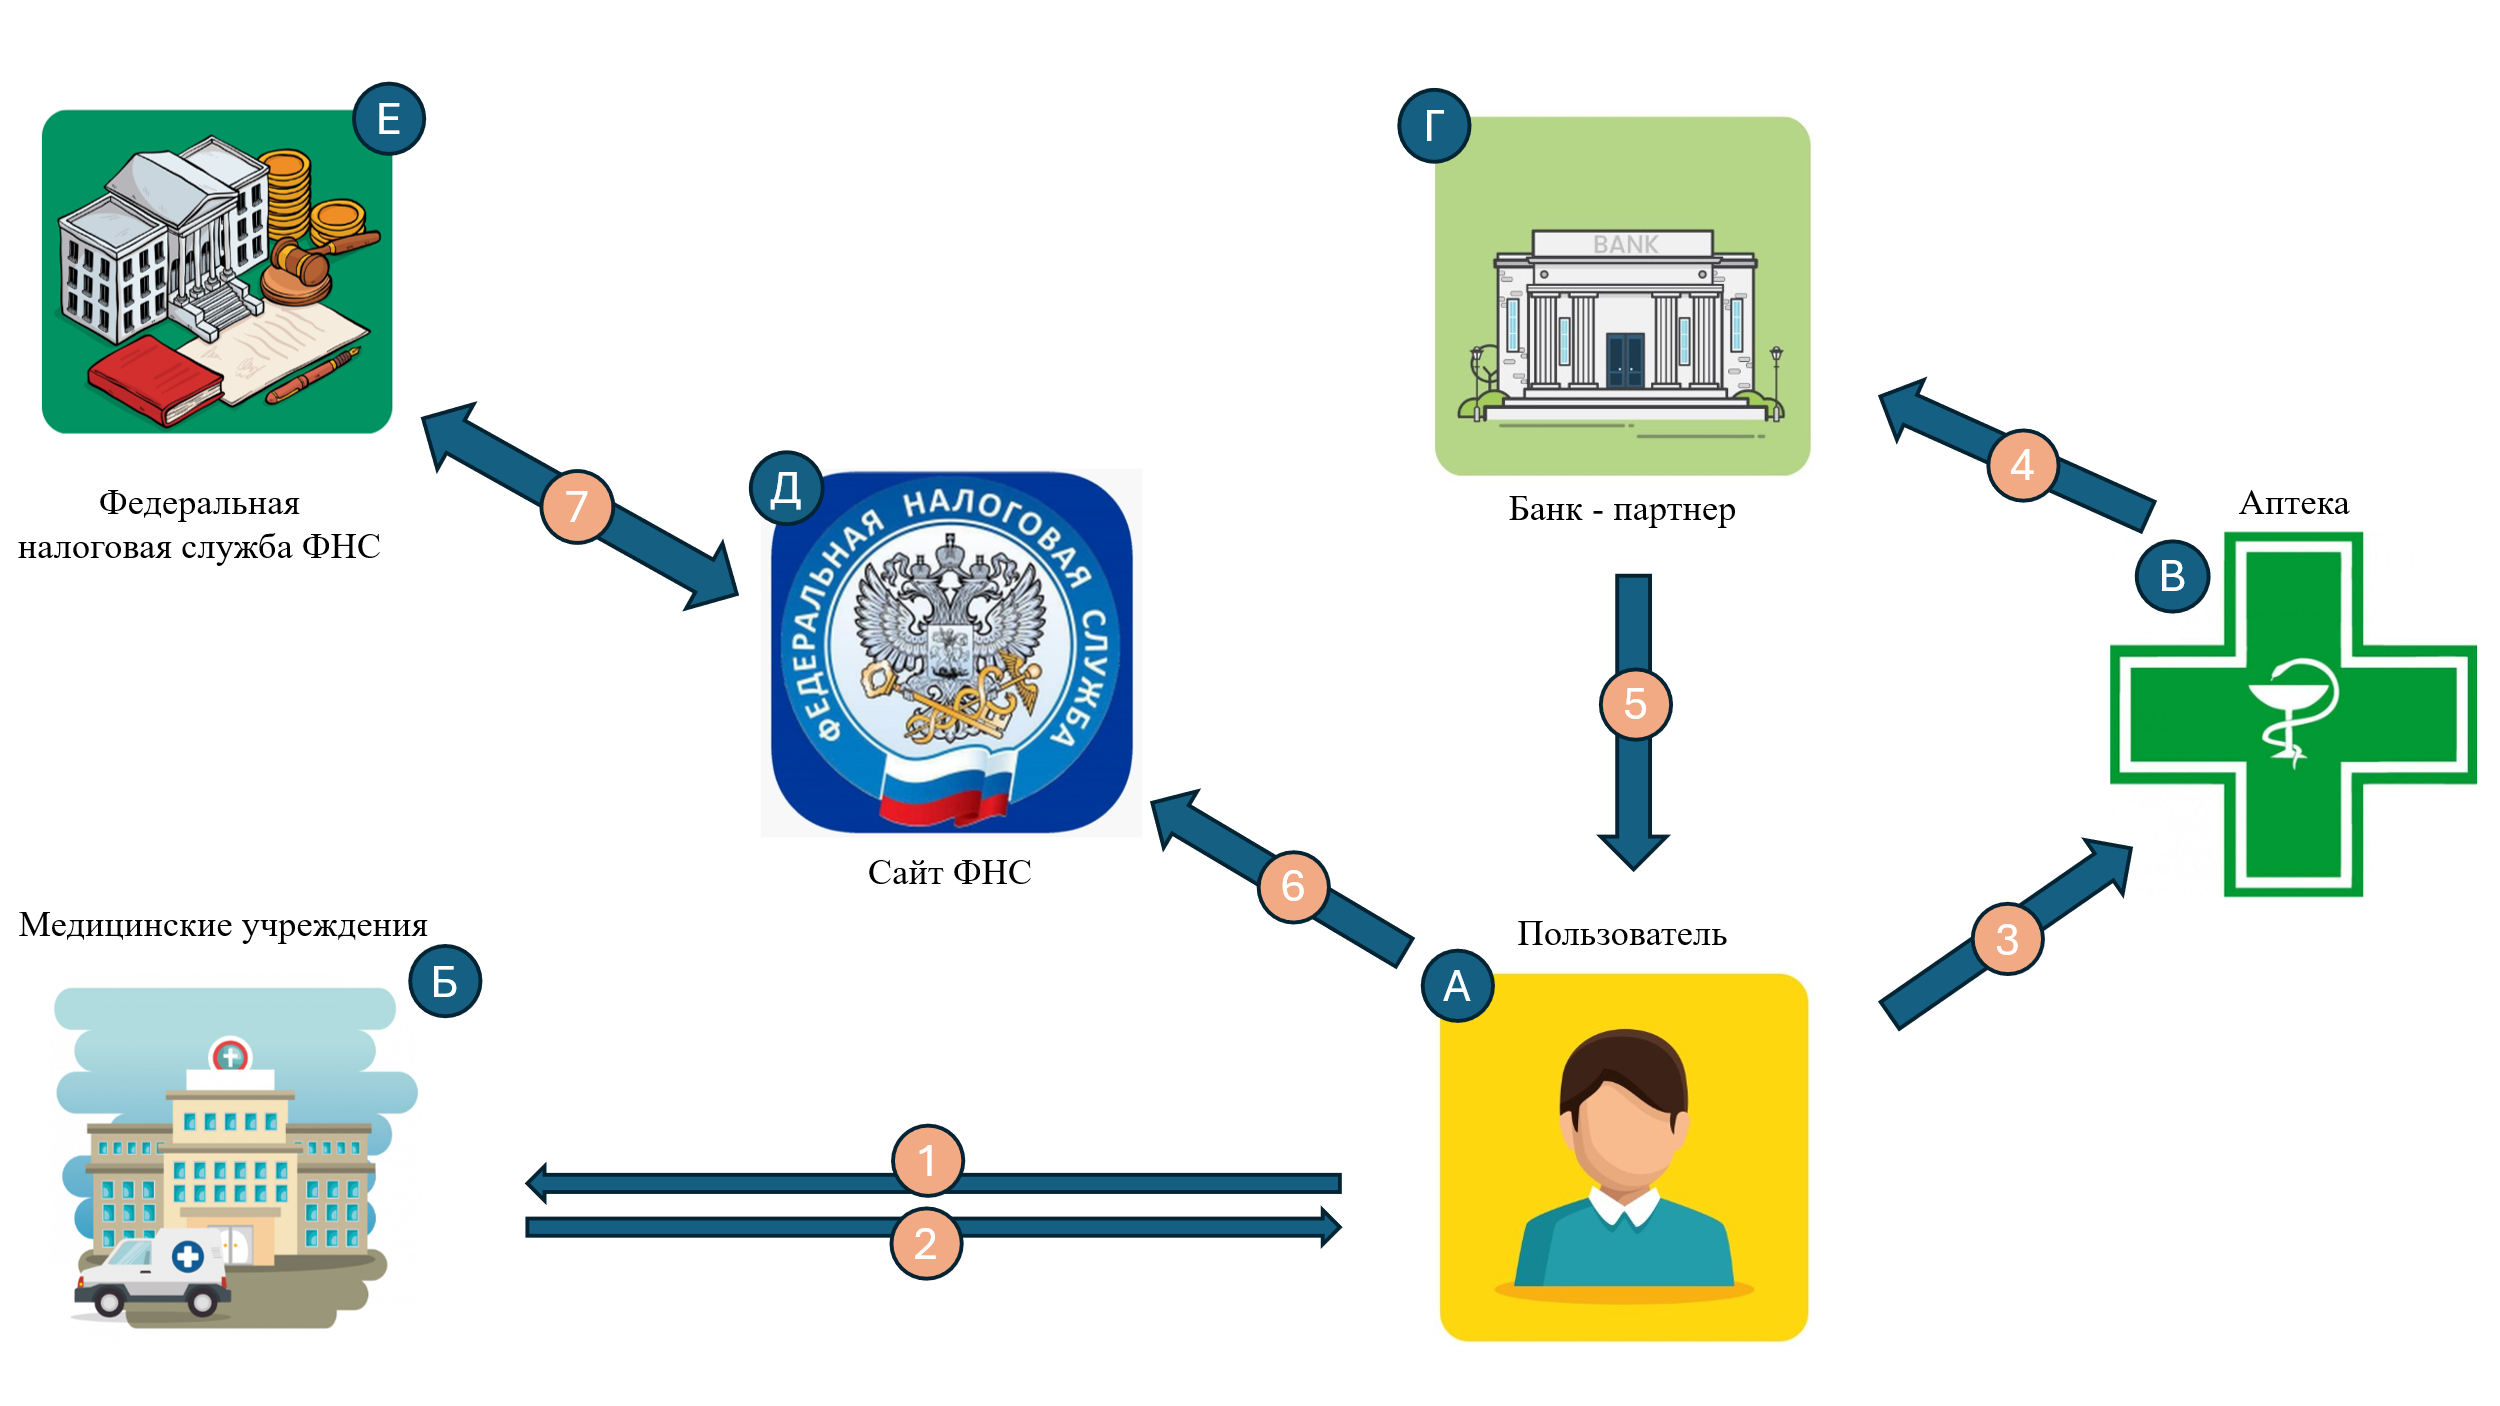 Е
Г
BANK
Федеральная
налоговая служба ФНС
7
Д
ФЕДЕРАЛЬНАЯ НАЛОГОВАЯ СЛУЖБА
Банк - партнер
4
Аптека
В
5
Сайт ФНС
6
Медицинские учреждения
Б
Пользователь
А
3
1
2